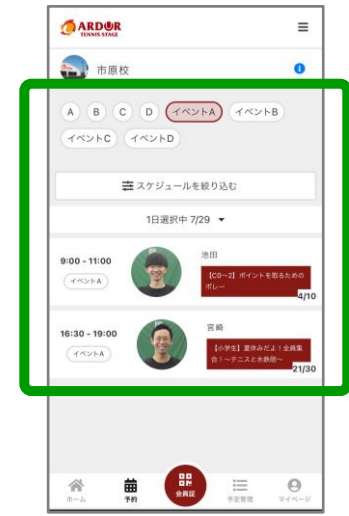 ARDOR
TENNIS STAGE
市原校
A B C D イベントA イベントB
イベントC イベントD
スケジュールを絞り込む
1日選択中 7/29
9:00 - 11:00
イベントA
池田
【C0〜2】ポイントを取るための
ボレー
4/10
16:30 - 19:00
イベントA
宮崎
【小学生】夏休みだよ!全員集
合!〜テニスと水鉄砲〜
21/30
ホーム 予約 会員証 予定管理 マイページ